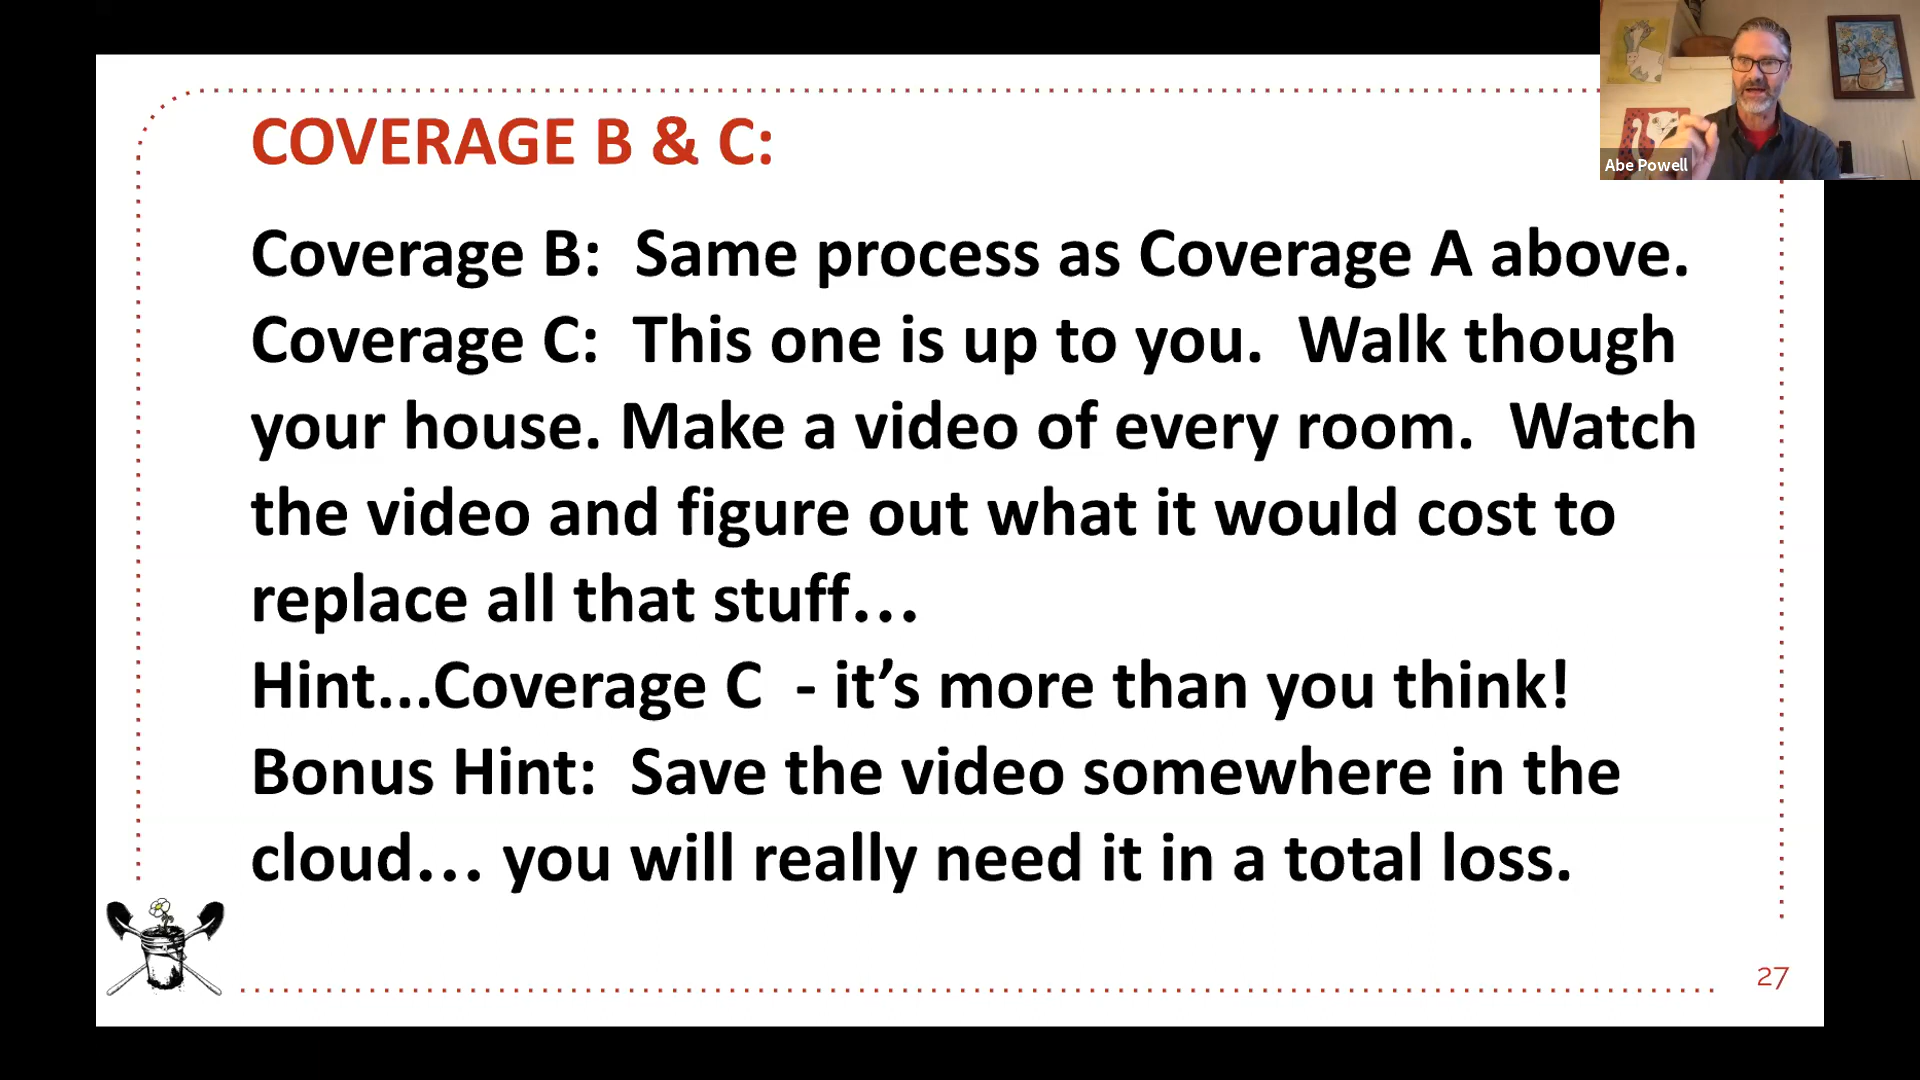 COVERAGE B & C:
Coverage B:  Same process as Coverage A above.
Coverage C:  This one is up to you.  Walk though
your house. Make a video of every room.  Watch
the video and figure out what it would cost to
replace all that stuff…
Hint...Coverage C  - it’s more than you think!
Bonus Hint:  Save the video somewhere in the
cloud… you will really need it in a total loss.
27
Abe Powell